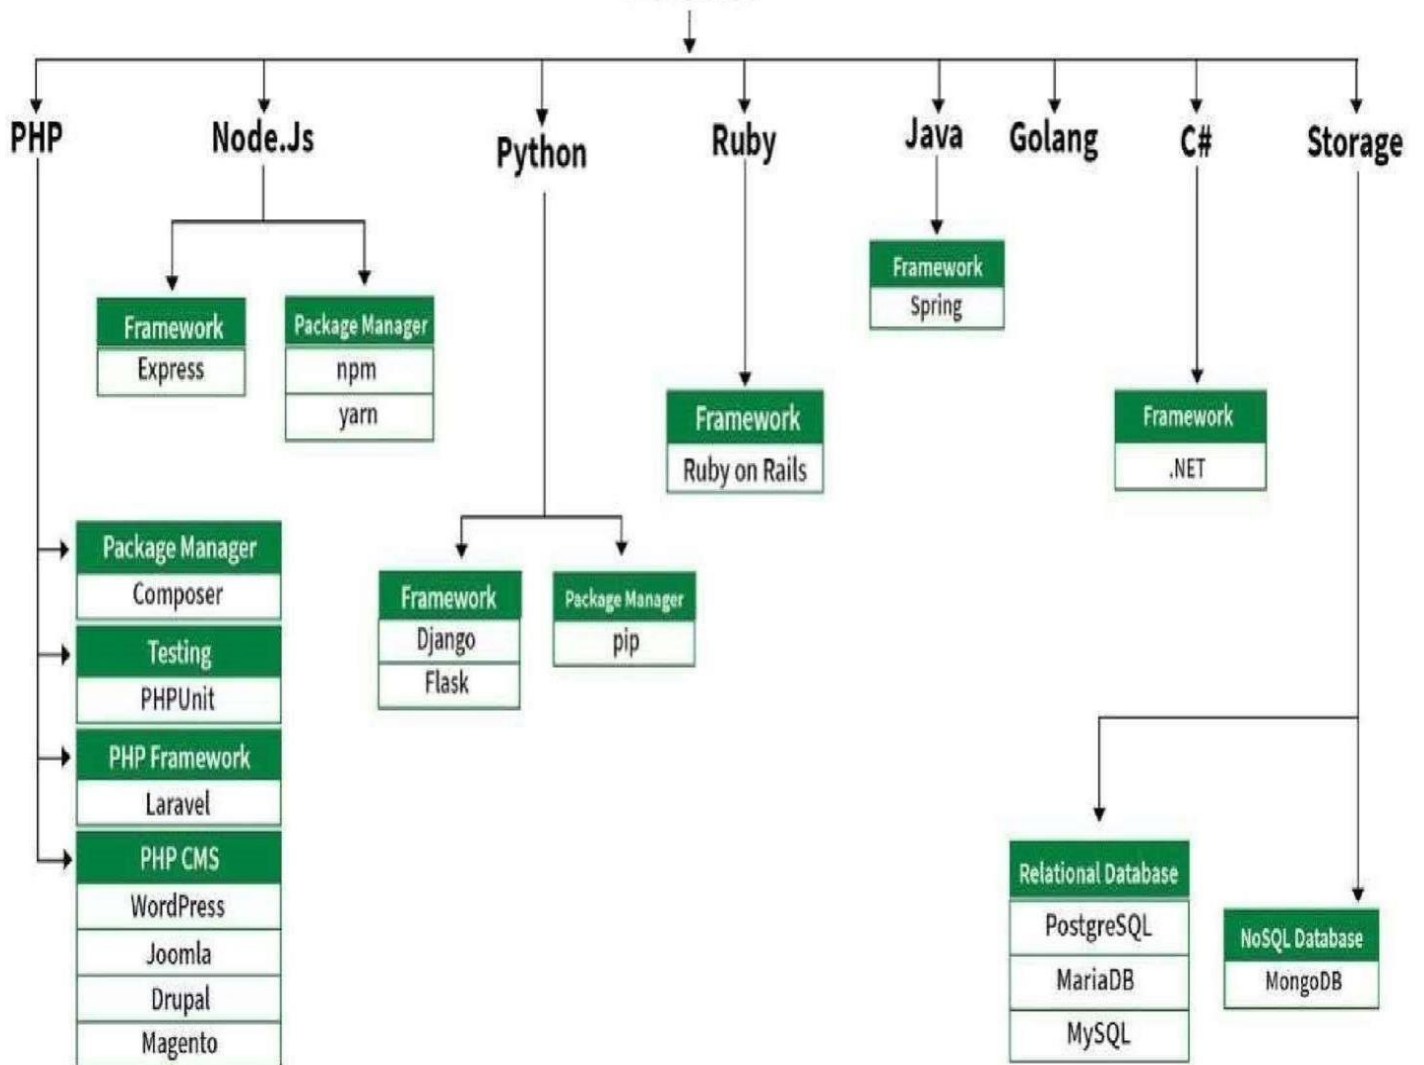 PHP
Node.Js
Python
Ruby
Java
Golang
C#
Storage
Framework
Express
Package Manager
npm
yarn
Framework
Spring
Framework
Ruby on Rails
Framework
.NET
Package Manager
Composer
Testing
PHPUnit
PHP Framework
Laravel
PHP CMS
WordPress
Joomla
Drupal
Magento
Framework
Django
Flask
Package Manager
pip
Relational Database
PostgreSQL
MariaDB
MySQL
NoSQL Database
MongoDB